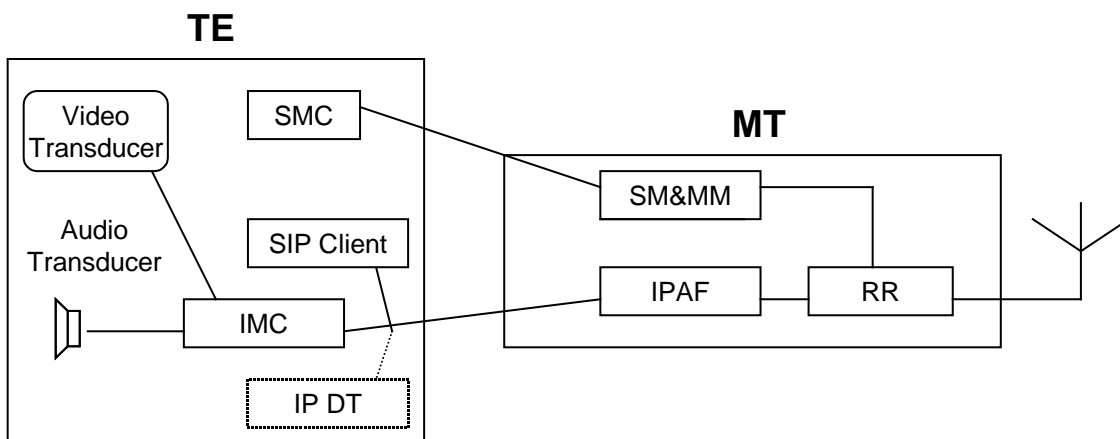 TE
Video
Transducer
SMC
MT
SM&MM
Audio
Transducer
SIP Client
IPAF
RR
IMC
IP DT